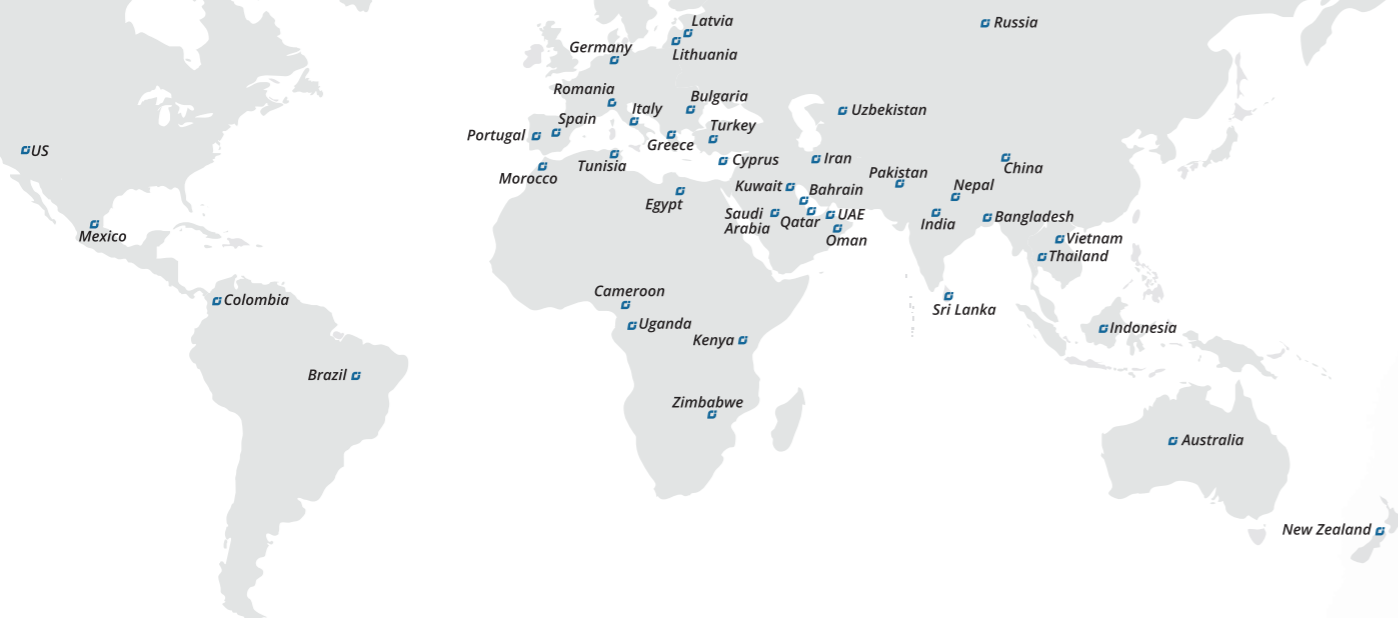 Latvia
Russia
Germany
Lithuania
Romania
Bulgaria
Italy
Uzbekistan
Spain
Turkey
Portugal
Greece
US
Cyprus
Iran
Tunisia
China
Pakistan
Morocco
Kuwait
Bahrain
Nepal
Egypt
Saudi
Arabia
Qatar
UAE
India
Bangladesh
Mexico
Oman
Vietnam
Thailand
Cameroon
Colombia
Sri Lanka
Uganda
Indonesia
Kenya
Brazil
Zimbabwe
Australia
New Zealand